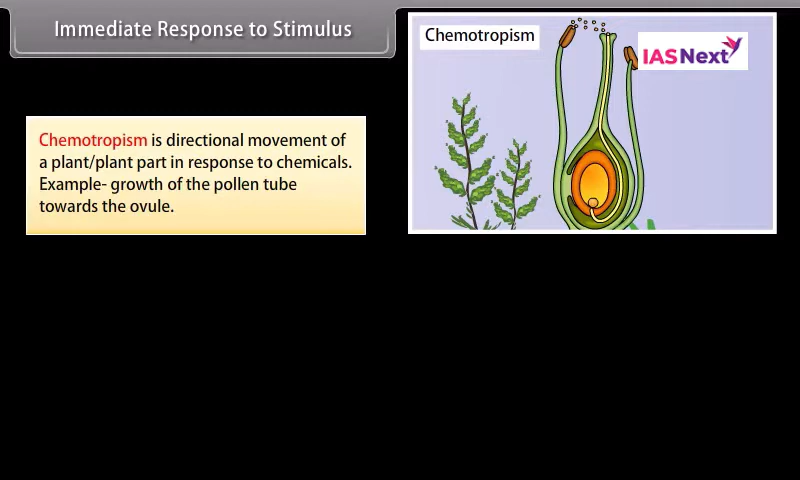 Immediate Response to Stimulus
Chemotropism
IASNext
Chemotropism is directional movement of
a plant/plant part in response to chemicals.
Example- growth of the pollen tube
towards the ovule.